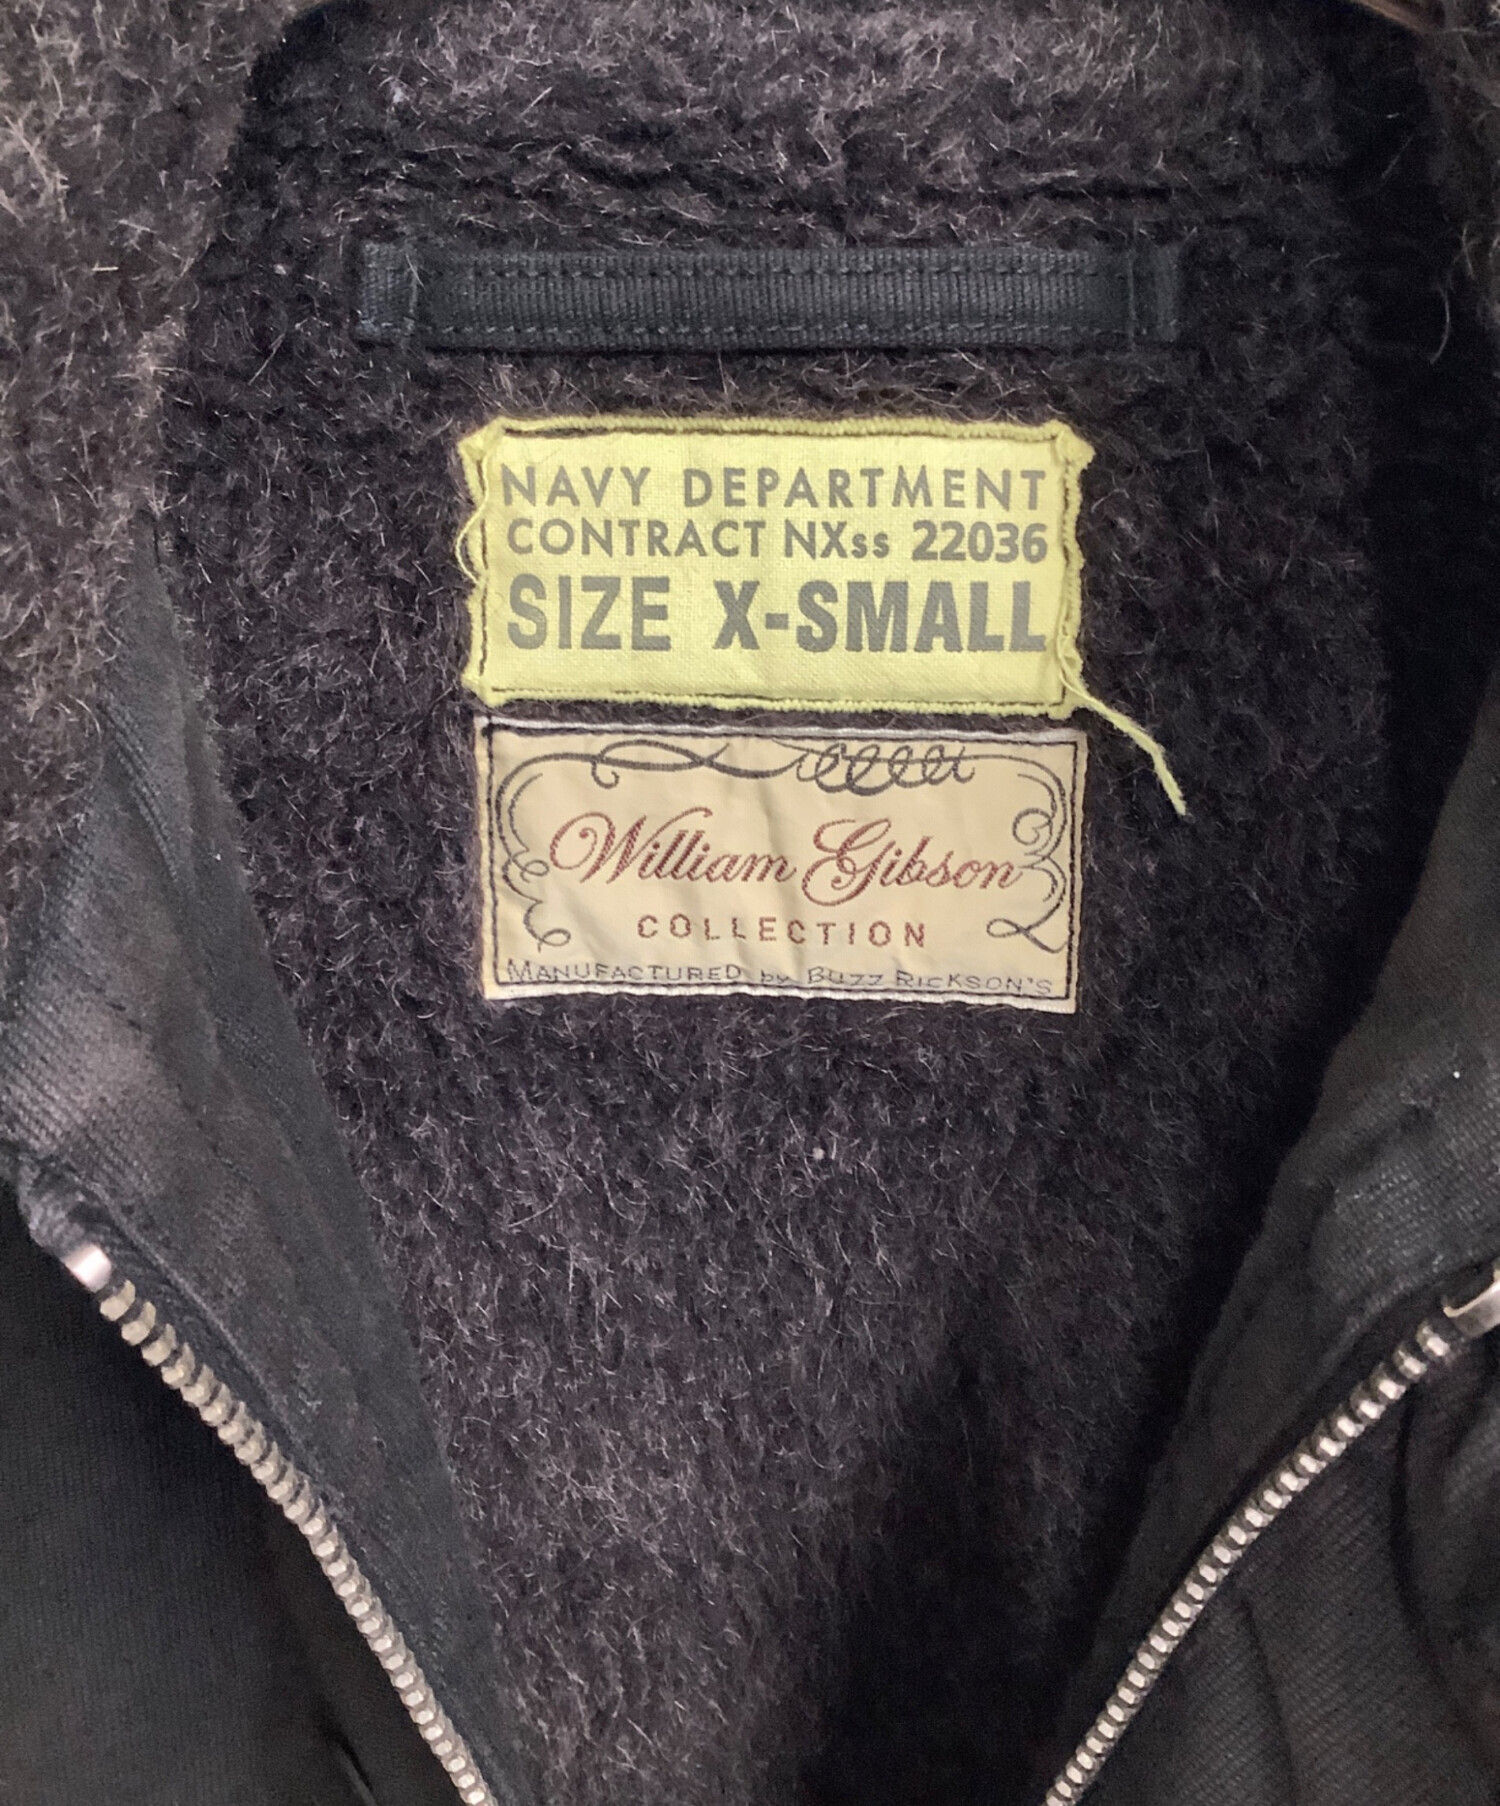 NAVY DEPARTMENT
CONTRACT NXss 22036
SIZE X-SMALL
William Gibson
COLLECTION
MANUFACTURED by BUZZ RICKSON'S